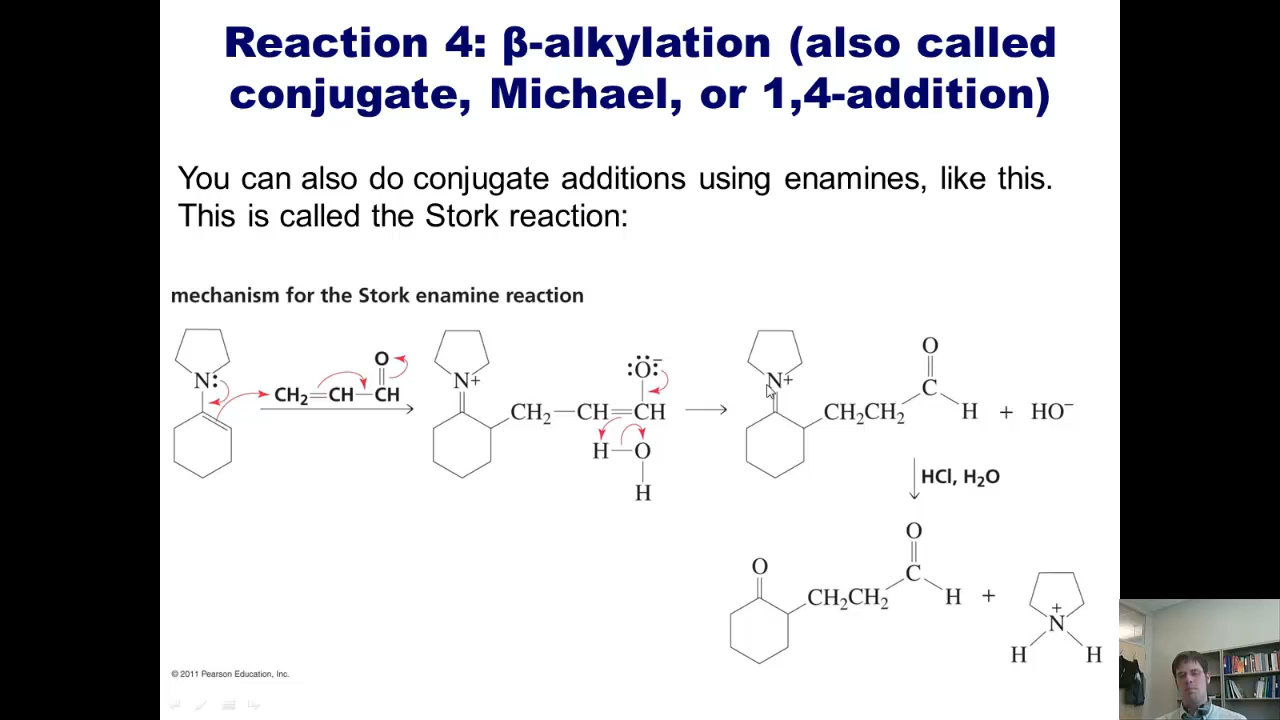 Reaction 4: β-alkylation (also called
conjugate, Michael, or 1,4-addition)
You can also do conjugate additions using enamines, like this.
This is called the Stork reaction:
mechanism for the Stork enamine reaction
N:
O
CH₂=CH—CH
N+
CH₂—CH=CH
:Ö:⁻
H—O
H
N+
CH₂CH₂
O
C
H
+ HO⁻
HCl, H₂O
O
CH₂CH₂
O
C
H
+
+
N
H H
© 2011 Pearson Education, Inc.